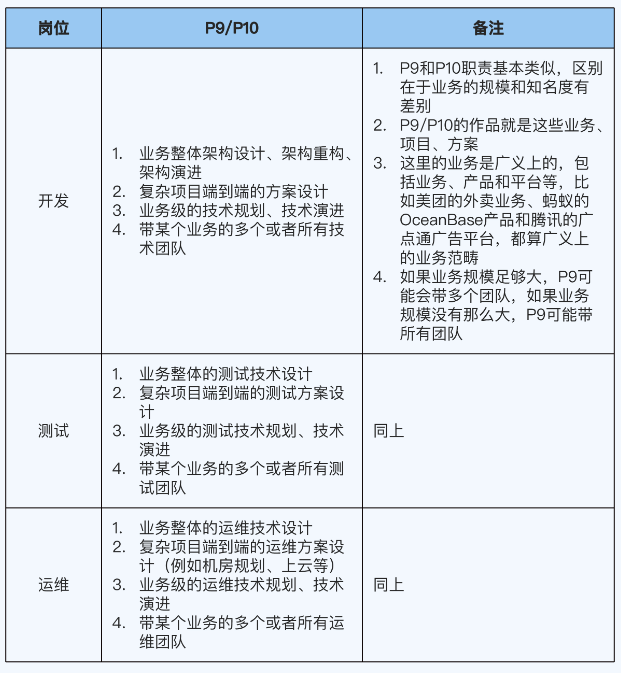 岗位
P9/P10
备注
开发
1. 业务整体架构设计、架构重构、
架构演进
2. 复杂项目端到端的方案设计
3. 业务级的技术规划、技术演进
4. 带某个业务的多个或者所有技
术团队
1. P9和P10职责基本类似，区别
在于业务的规模和知名度有
差别
2. P9/P10的作品就是这些业务、
项目、方案
3. 这里的业务是广义上的，包
括业务、产品和平台等，比
如美团的外卖业务、蚂蚁的
OceanBase产品和腾讯的广
点通广告平台，都算广义上
的业务范畴
4. 如果业务规模足够大，P9可
能会带多个团队，如果业务
规模没有那么大，P9可能带
所有团队
测试
1. 业务整体的测试技术设计
2. 复杂项目端到端的测试方案设
计
3. 业务级的测试技术规划、技术
演进
4. 带某个业务的多个或者所有测
试团队
同上
运维
1. 业务整体的运维技术设计
2. 复杂项目端到端的运维方案设
计（例如机房规划、上云等）
3. 业务级的运维技术规划、技术
演进
4. 带某个业务的多个或者所有运
维团队
同上